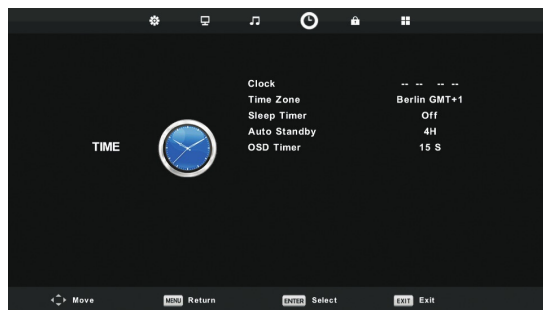 Clock -- -- -- --
Time Zone Berlin GMT+1
Sleep Timer Off
Auto Standby 4H
OSD Timer 15 S
TIME
Move MENU Return ENTER Select EXIT Exit